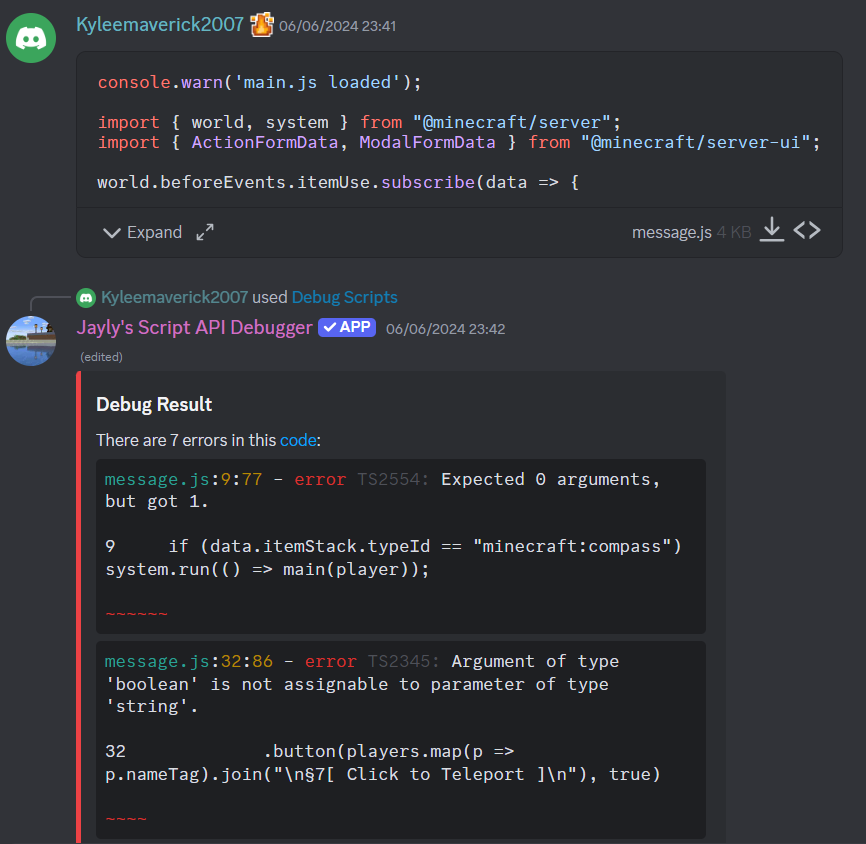 Kyleemaverick2007 06/06/2024 23:41
console.warn('main.js loaded');
import { world, system } from "@minecraft/server";
import { ActionFormData, ModalFormData } from "@minecraft/server-ui";
world.beforeEvents.itemUse.subscribe(data => {
Expand message.js 4 KB
Kyleemaverick2007 used Debug Scripts
Jayly's Script API Debugger ✓ APP 06/06/2024 23:42
(edited)
Debug Result
There are 7 errors in this code:
message.js:9:77 - error TS2554: Expected 0 arguments,
but got 1.
9     if (data.itemStack.typeId == "minecraft:compass")
system.run(() => main(player));
~~~~~~
message.js:32:86 - error TS2345: Argument of type
'boolean' is not assignable to parameter of type
'string'.
32             .button(players.map(p =>
p.nameTag).join("\n§7[ Click to Teleport ]\n"), true)
~~~~